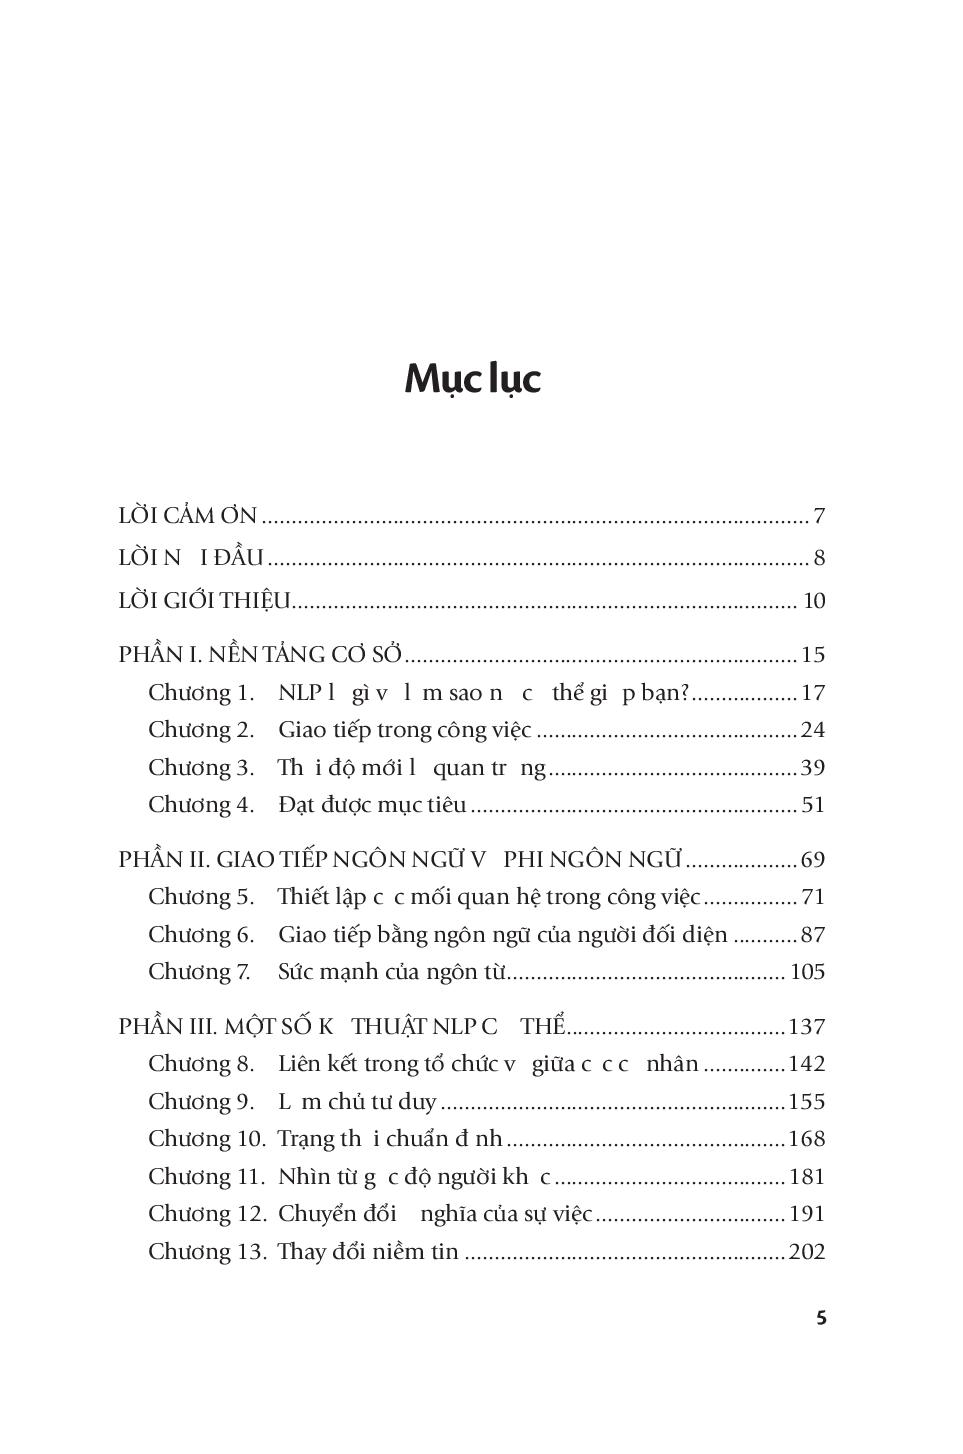 Mục lục
LỜI CẢM ƠN ........ 7
LỜI N I ĐẦU ........ 8
LỜI GIỚI THIỆU ........ 10
PHẦN I. NỀN TẢNG CƠ SỞ ........ 15
Chương 1. NLP l gì v l m sao n c thể gi p bạn? ........ 17
Chương 2. Giao tiếp trong công việc ........ 24
Chương 3. Th i độ mới l quan tr ng ........ 39
Chương 4. Đạt được mục tiêu ........ 51
PHẦN II. GIAO TIẾP NGÔN NGỮ V PHI NGÔN NGỮ ........ 69
Chương 5. Thiết lập c c mối quan hệ trong công việc ........ 71
Chương 6. Giao tiếp bằng ngôn ngữ của người đối diện ........ 87
Chương 7. Sức mạnh của ngôn từ ........ 105
PHẦN III. MỘT SỐ K THUẬT NLP C THỂ ........ 137
Chương 8. Liên kết trong tổ chức v giữa c c c nhân ........ 142
Chương 9. L m chủ tư duy ........ 155
Chương 10. Trạng th i chuẩn đ nh ........ 168
Chương 11. Nhìn từ g c độ người kh c ........ 181
Chương 12. Chuyển đổi nghĩa của sự việc ........ 191
Chương 13. Thay đổi niềm tin ........ 202
5